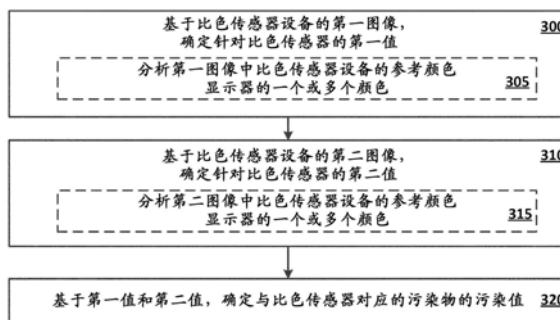 基于比色传感器设备的第一图像，
确定针对比色传感器的第一值
300
分析第一图像中比色传感器设备的参考颜色
显示器的一个或多个颜色
305
基于比色传感器设备的第二图像，
确定针对比色传感器的第二值
310
分析第二图像中比色传感器设备的参考颜色
显示器的一个或多个颜色
315
基于第一值和第二值，确定与比色传感器对应的污染物的污染值
320